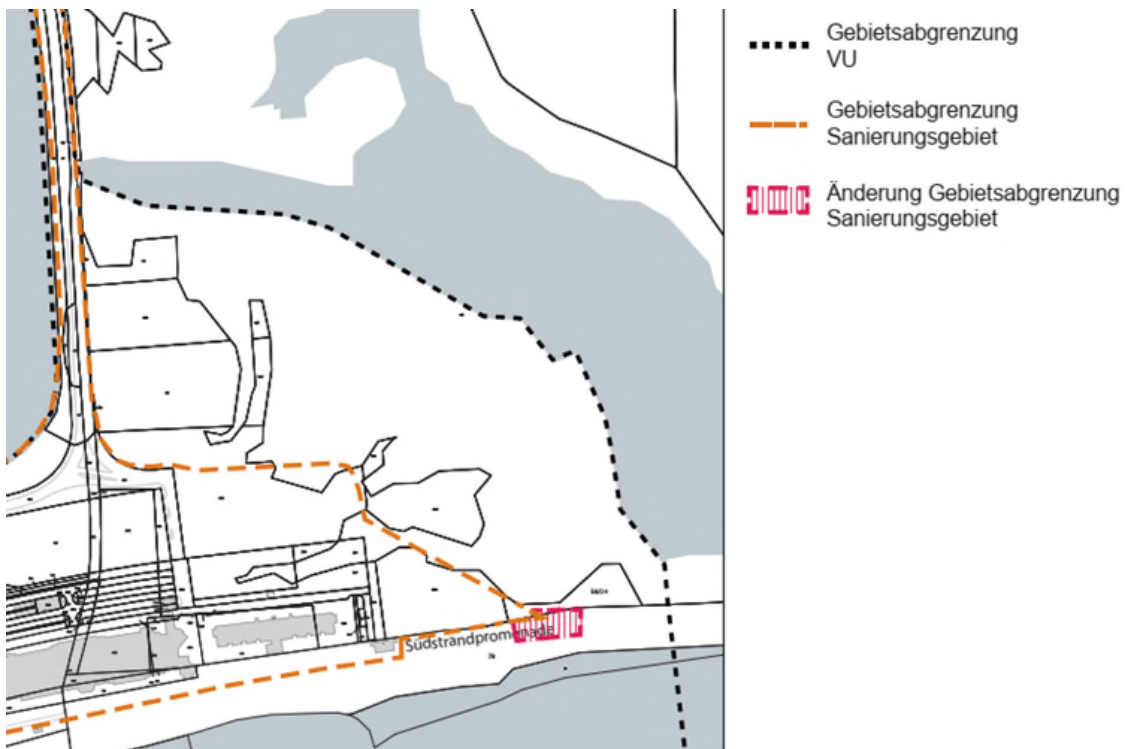 Gebietsabgrenzung
VU
Gebietsabgrenzung
Sanierungsgebiet
Änderung Gebietsabgrenzung
Sanierungsgebiet
Südstrandpromenade